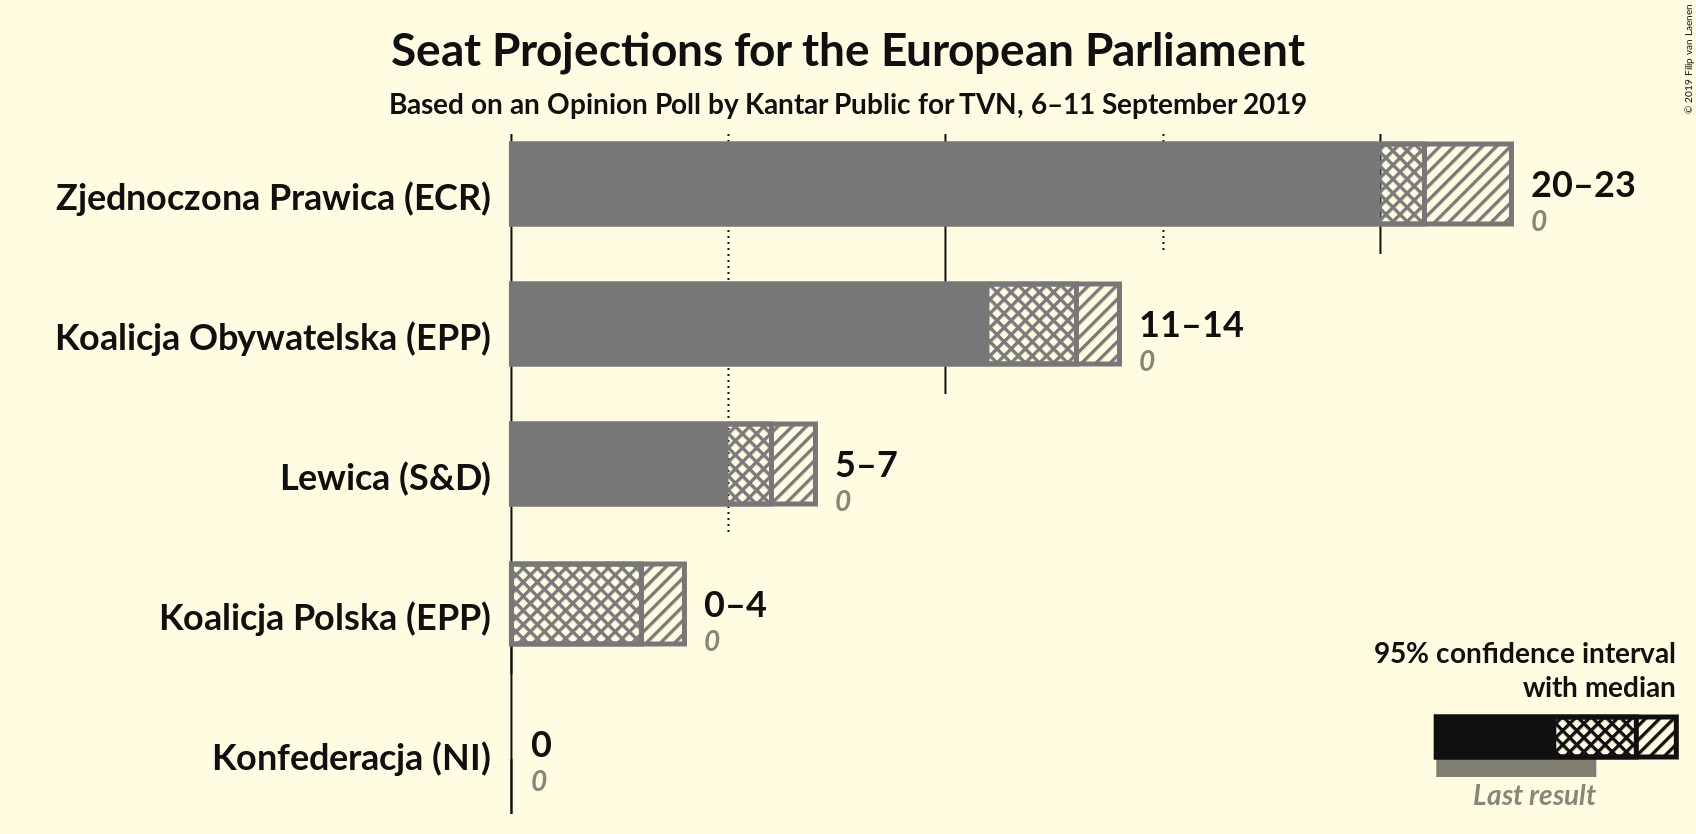 Seat Projections for the European Parliament
Based on an Opinion Poll by Kantar Public for TVN, 6–11 September 2019
© 2019 Filip van Laenen
Zjednoczona Prawica (ECR)
20–23
0
Koalicja Obywatelska (EPP)
11–14
0
Lewica (S&D)
5–7
0
Koalicja Polska (EPP)
0–4
0
Konfederacja (NI)
0
0
95% confidence interval
with median
Last result